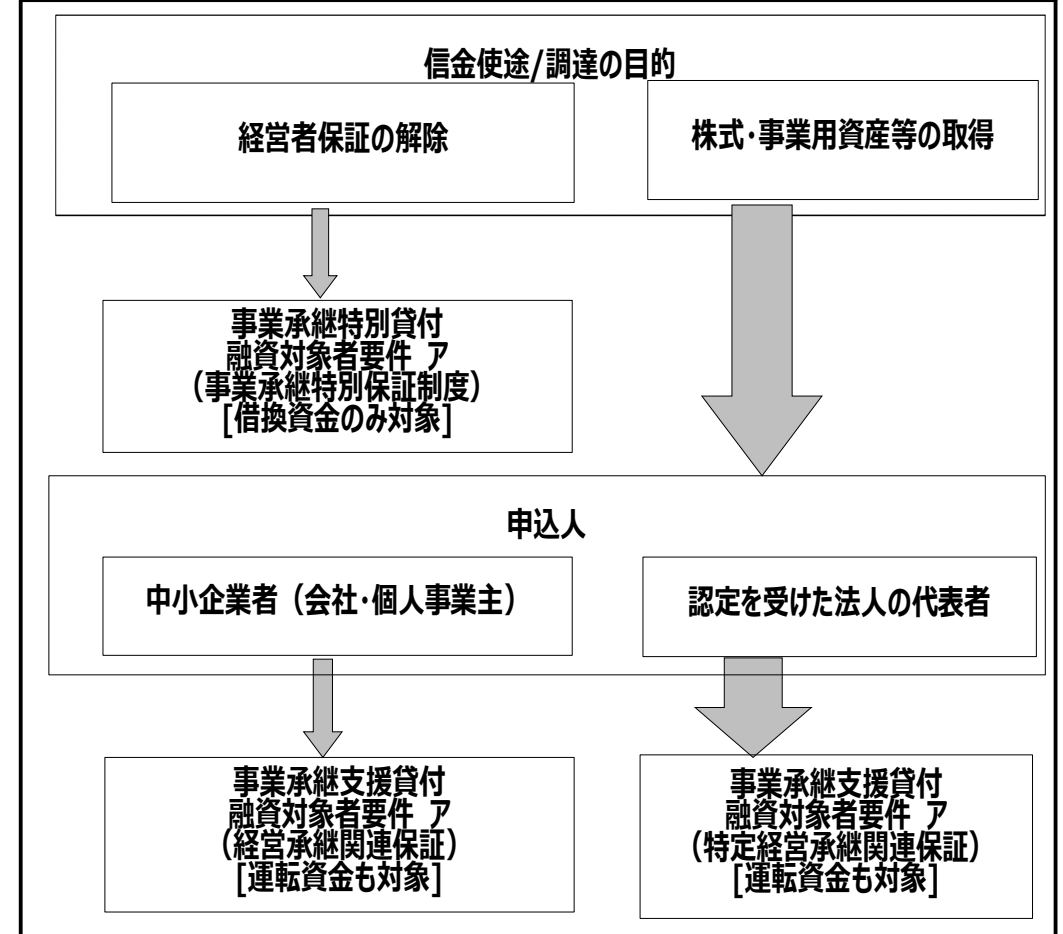 信金使途/調達の目的
経営者保証の解除
株式・事業用資産等の取得
事業承継特別貸付
融資対象者要件 ア
（事業承継特別保証制度）
[借換資金のみ対象]
申込人
中小企業者（会社・個人事業主）
認定を受けた法人の代表者
事業承継支援貸付
融資対象者要件 ア
（経営承継関連保証）
[運転資金も対象]
事業承継支援貸付
融資対象者要件 ア
（特定経営承継関連保証）
[運転資金も対象]